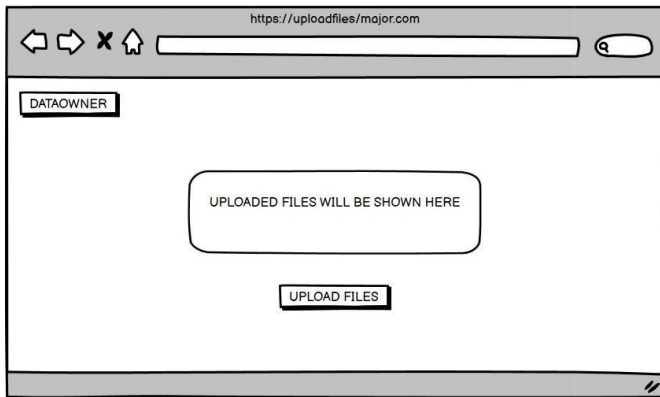 https://uploadfiles/major.com
DATAOWNER
UPLOADED FILES WILL BE SHOWN HERE
UPLOAD FILES